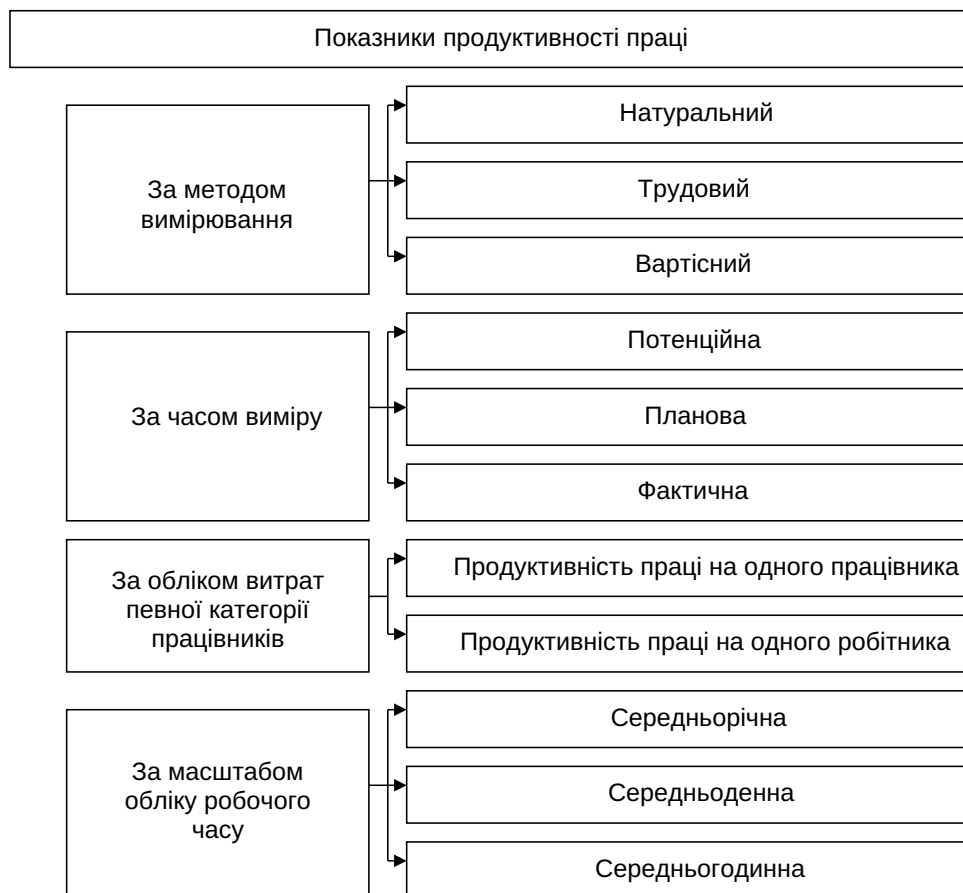 Показники продуктивності праці
За методом
вимірювання
Натуральний
Трудовий
Вартісний
За часом виміру
Потенційна
Планова
Фактична
За обліком витрат
певної категорії
працівників
Продуктивність праці на одного працівника
Продуктивність праці на одного робітника
За масштабом
обліку робочого
часу
Середньорічна
Середньоденна
Середньогодинна